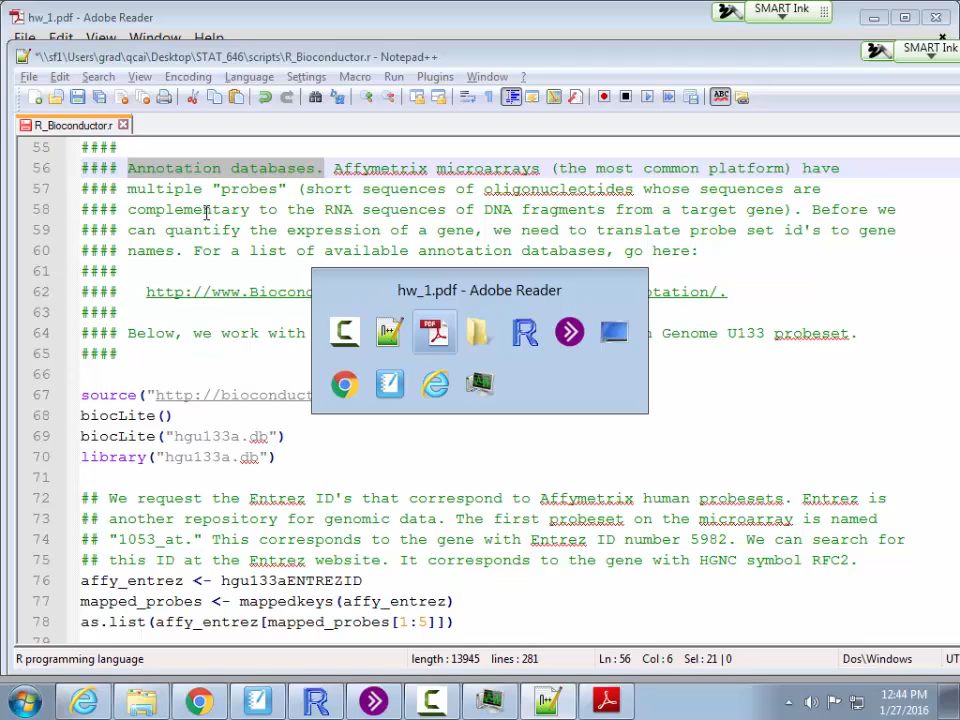 hw_1.pdf - Adobe Reader
SMART Ink
File Edit View Window Help
*\\sf1\Users\grad\qcai\Desktop\STAT_646\scripts\R_Bioconductor.r - Notepad++
SMART Ink
File Edit Search View Encoding Language Settings Macro Run Plugins Window ?
R_Bioconductor.r
55 ####
56 #### Annotation databases. Affymetrix microarrays (the most common platform) have
57 #### multiple "probes" (short sequences of oligonucleotides whose sequences are
58 #### complementary to the RNA sequences of DNA fragments from a target gene). Before we
59 #### can quantify the expression of a gene, we need to translate probe set id's to gene
60 #### names. For a list of available annotation databases, go here:
61 ####
hw_1.pdf - Adobe Reader
62 #### http://www.Biocond otation/.
63 ####
64 #### Below, we work with Genome U133 probeset.
65 ####
66
67 source("http://bioconduct
68 biocLite()
69 biocLite("hgu133a.db")
70 library("hgu133a.db")
71
72 ## We request the Entrez ID's that correspond to Affymetrix human probesets. Entrez is
73 ## another repository for genomic data. The first probeset on the microarray is named
74 ## "1053_at." This corresponds to the gene with Entrez ID number 5982. We can search for
75 ## this ID at the Entrez website. It corresponds to the gene with HGNC symbol RFC2.
76 affy_entrez <- hgu133aENTREZID
77 mapped_probes <- mappedkeys(affy_entrez)
78 as.list(affy_entrez[mapped_probes[1:5]])
79
R programming language length : 13945 lines : 281 Ln : 56 Col : 6 Sel : 21 | 0 Dos\Windows UT
12:44 PM
1/27/2016